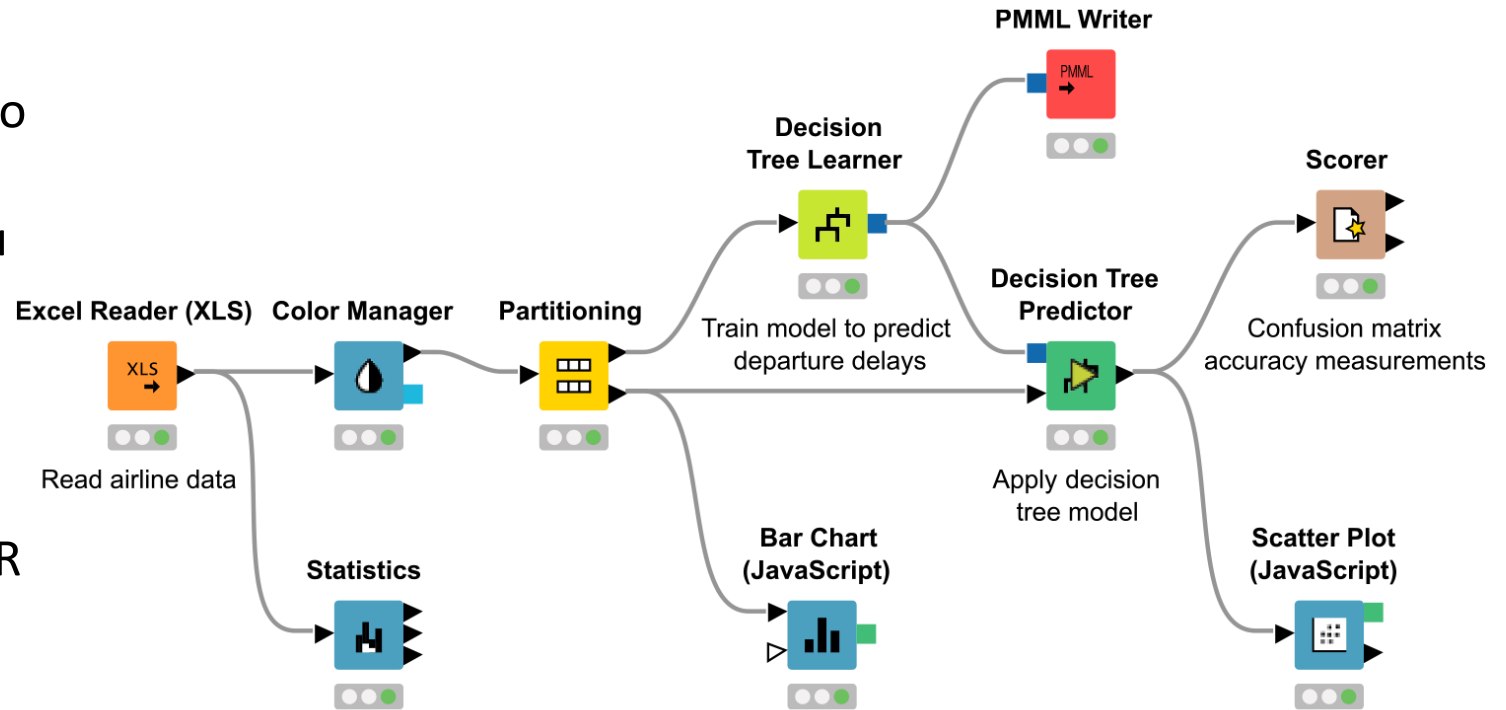 PMML Writer
PMML
o
Decision
Tree Learner
Scorer
Decision Tree
Predictor
Excel Reader (XLS)
Color Manager
Partitioning
Train model to predict
departure delays
Confusion matrix
accuracy measurements
XLS
Read airline data
Apply decision
tree model
R
Statistics
Bar Chart
(JavaScript)
Scatter Plot
(JavaScript)